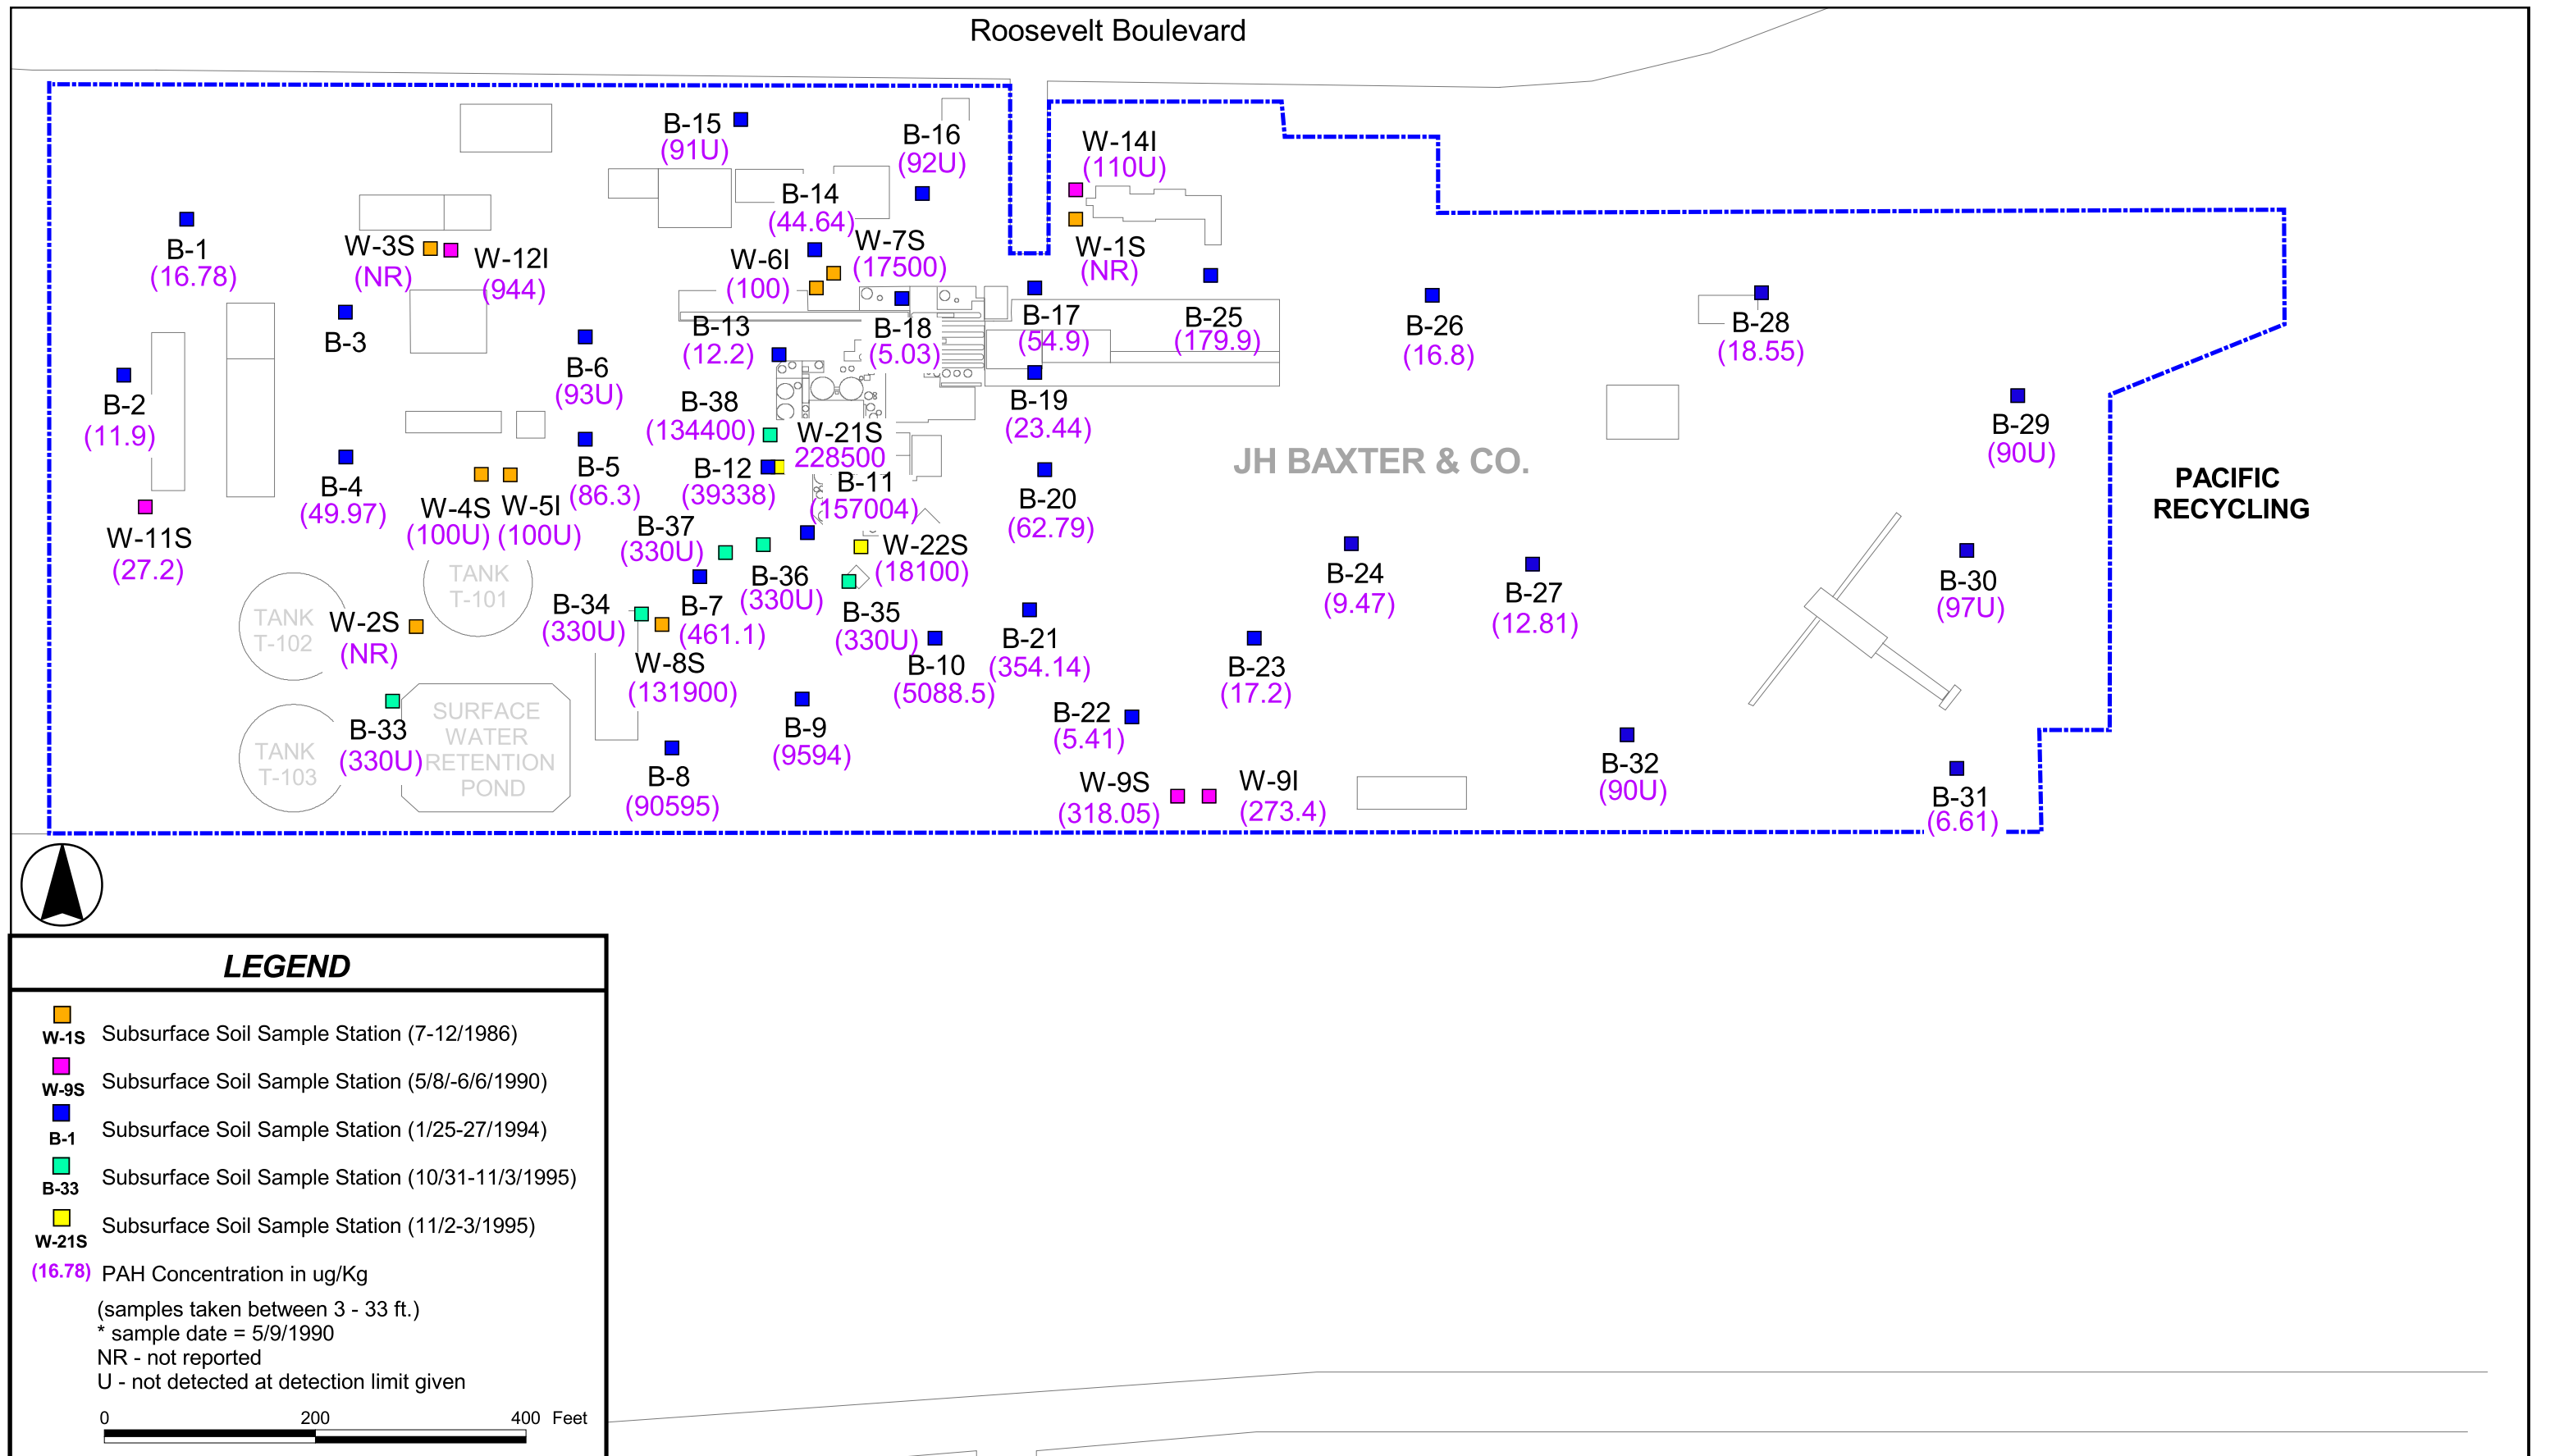 Roosevelt Boulevard
B-15
(91U)
B-16
(92U)
W-14I
(110U)
B-14
(44.64)
B-1
(16.78)
W-3S
(NR)
W-12I
(944)
W-6I
(100)
W-7S
(17500)
W-1S
(NR)
B-3
B-13
(12.2)
B-18
(5.03)
B-17
(54.9)
B-25
(179.9)
B-26
(16.8)
B-28
(18.55)
B-2
(11.9)
B-6
(93U)
B-38
(134400)
W-21S
228500
B-19
(23.44)
B-29
(90U)
JH BAXTER & CO.
PACIFIC
RECYCLING
B-4
(49.97)
B-5
(86.3)
B-12
(39338)
B-11
(157004)
B-20
(62.79)
W-11S
(27.2)
W-4S
(100U)
W-5I
(100U)
B-37
(330U)
W-22S
(18100)
B-36
(330U)
B-24
(9.47)
B-27
(12.81)
B-30
(97U)
TANK
T-101
TANK
T-102
W-2S
(NR)
B-34
(330U)
B-7
(461.1)
B-35
(330U)
B-10
(5088.5)
B-21
(354.14)
B-23
(17.2)
W-8S
(131900)
B-33
(330U)
TANK
T-103
SURFACE
WATER
RETENTION
POND
B-9
(9594)
B-22
(5.41)
B-8
(90595)
W-9S
(318.05)
W-9I
(273.4)
B-32
(90U)
B-31
(6.61)
LEGEND
W-1S Subsurface Soil Sample Station (7-12/1986)
W-9S Subsurface Soil Sample Station (5/8/-6/6/1990)
B-1 Subsurface Soil Sample Station (1/25-27/1994)
B-33 Subsurface Soil Sample Station (10/31-11/3/1995)
W-21S Subsurface Soil Sample Station (11/2-3/1995)
(16.78) PAH Concentration in ug/Kg
(samples taken between 3 - 33 ft.)
* sample date = 5/9/1990
NR - not reported
U - not detected at detection limit given
0 200 400 Feet